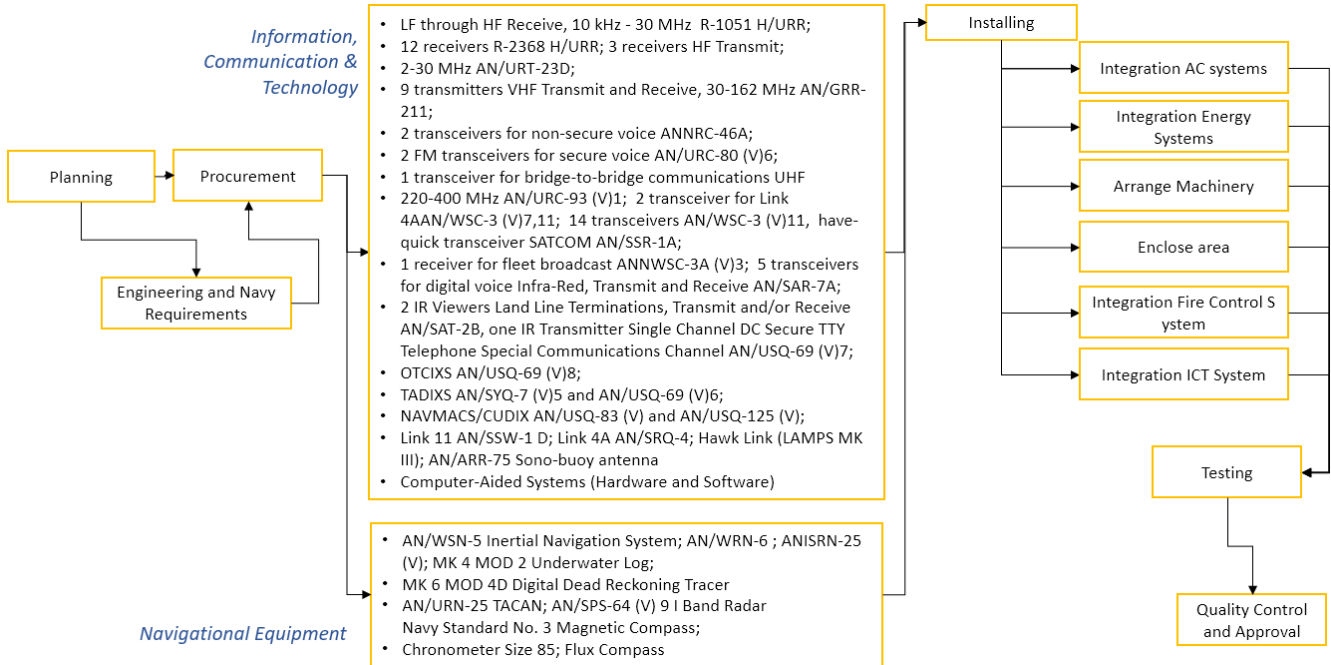 Information,
Communication &
Technology
• LF through HF Receive, 10 kHz - 30 MHz  R-1051 H/URR;
• 12 receivers R-2368 H/URR; 3 receivers HF Transmit;
• 2-30 MHz AN/URT-23D;
• 9 transmitters VHF Transmit and Receive, 30-162 MHz AN/GRR-
211;
• 2 transceivers for non-secure voice ANNRC-46A;
• 2 FM transceivers for secure voice AN/URC-80 (V)6;
• 1 transceiver for bridge-to-bridge communications UHF
• 220-400 MHz AN/URC-93 (V)1;  2 transceiver for Link
4AAN/WSC-3 (V)7,11;  14 transceivers AN/WSC-3 (V)11,  have-
quick transceiver SATCOM AN/SSR-1A;
• 1 receiver for fleet broadcast ANNWSC-3A (V)3;  5 transceivers
for digital voice Infra-Red, Transmit and Receive AN/SAR-7A;
• 2 IR Viewers Land Line Terminations, Transmit and/or Receive
AN/SAT-2B, one IR Transmitter Single Channel DC Secure TTY
Telephone Special Communications Channel AN/USQ-69 (V)7;
• OTCIXS AN/USQ-69 (V)8;
• TADIXS AN/SYQ-7 (V)5 and AN/USQ-69 (V)6;
• NAVMACS/CUDIX AN/USQ-83 (V) and AN/USQ-125 (V);
• Link 11 AN/SSW-1 D; Link 4A AN/SRQ-4; Hawk Link (LAMPS MK
III); AN/ARR-75 Sono-buoy antenna
• Computer-Aided Systems (Hardware and Software)
Planning
Procurement
Engineering and Navy
Requirements
Navigational Equipment
• AN/WSN-5 Inertial Navigation System; AN/WRN-6 ; ANISRN-25
(V); MK 4 MOD 2 Underwater Log;
• MK 6 MOD 4D Digital Dead Reckoning Tracer
• AN/URN-25 TACAN; AN/SPS-64 (V) 9 I Band Radar
Navy Standard No. 3 Magnetic Compass;
• Chronometer Size 85; Flux Compass
Installing
Integration AC systems
Integration Energy
Systems
Arrange Machinery
Enclose area
Integration Fire Control S
ystem
Integration ICT System
Testing
Quality Control
and Approval